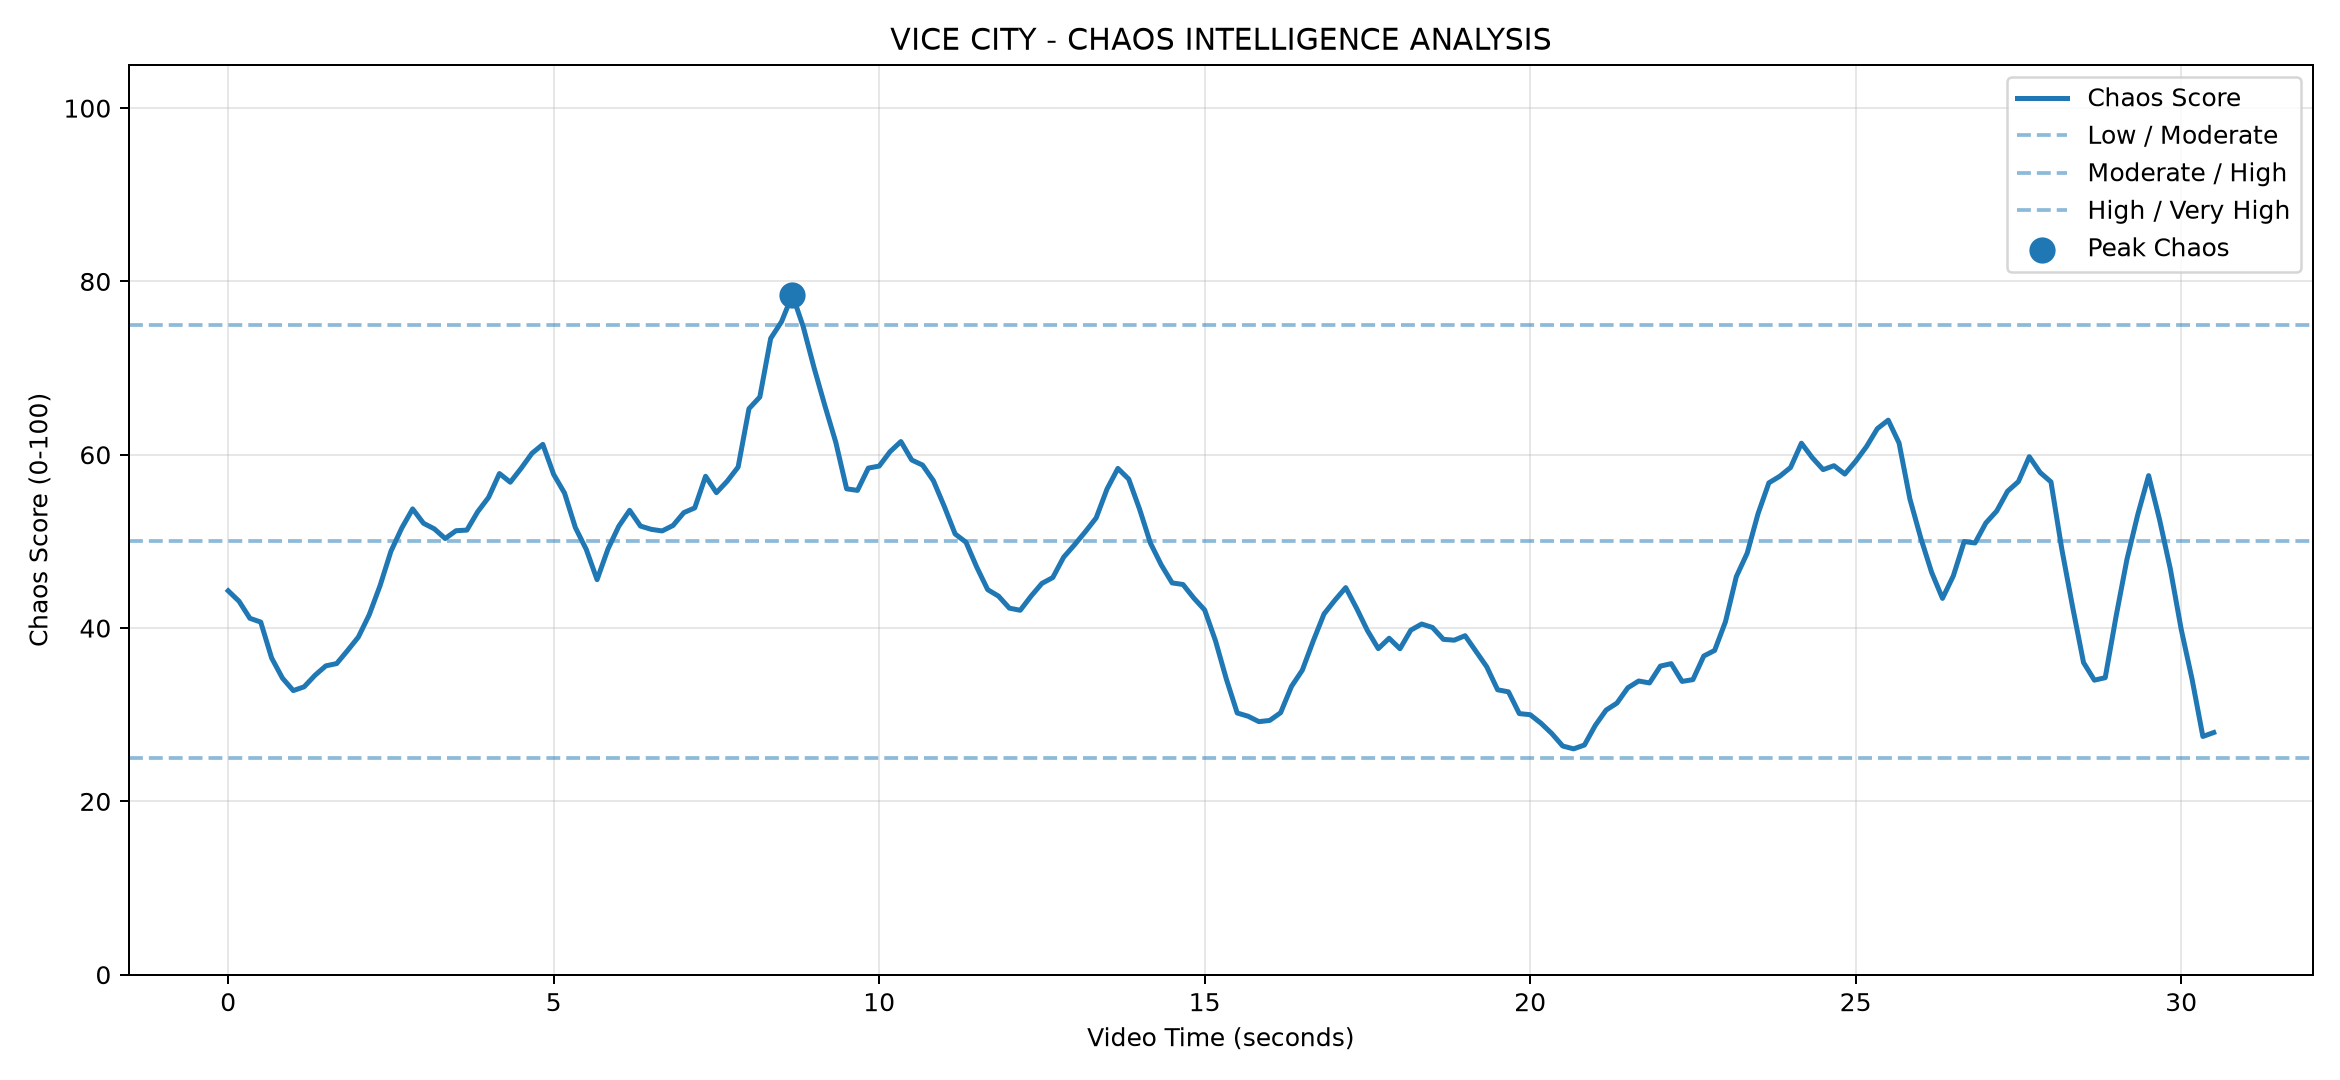 VICE CITY - CHAOS INTELLIGENCE ANALYSIS
Chaos Score
Low / Moderate
Moderate / High
High / Very High
Peak Chaos
Chaos Score (0-100)
100
80
60
40
20
0
0 5 10 15 20 25 30
Video Time (seconds)